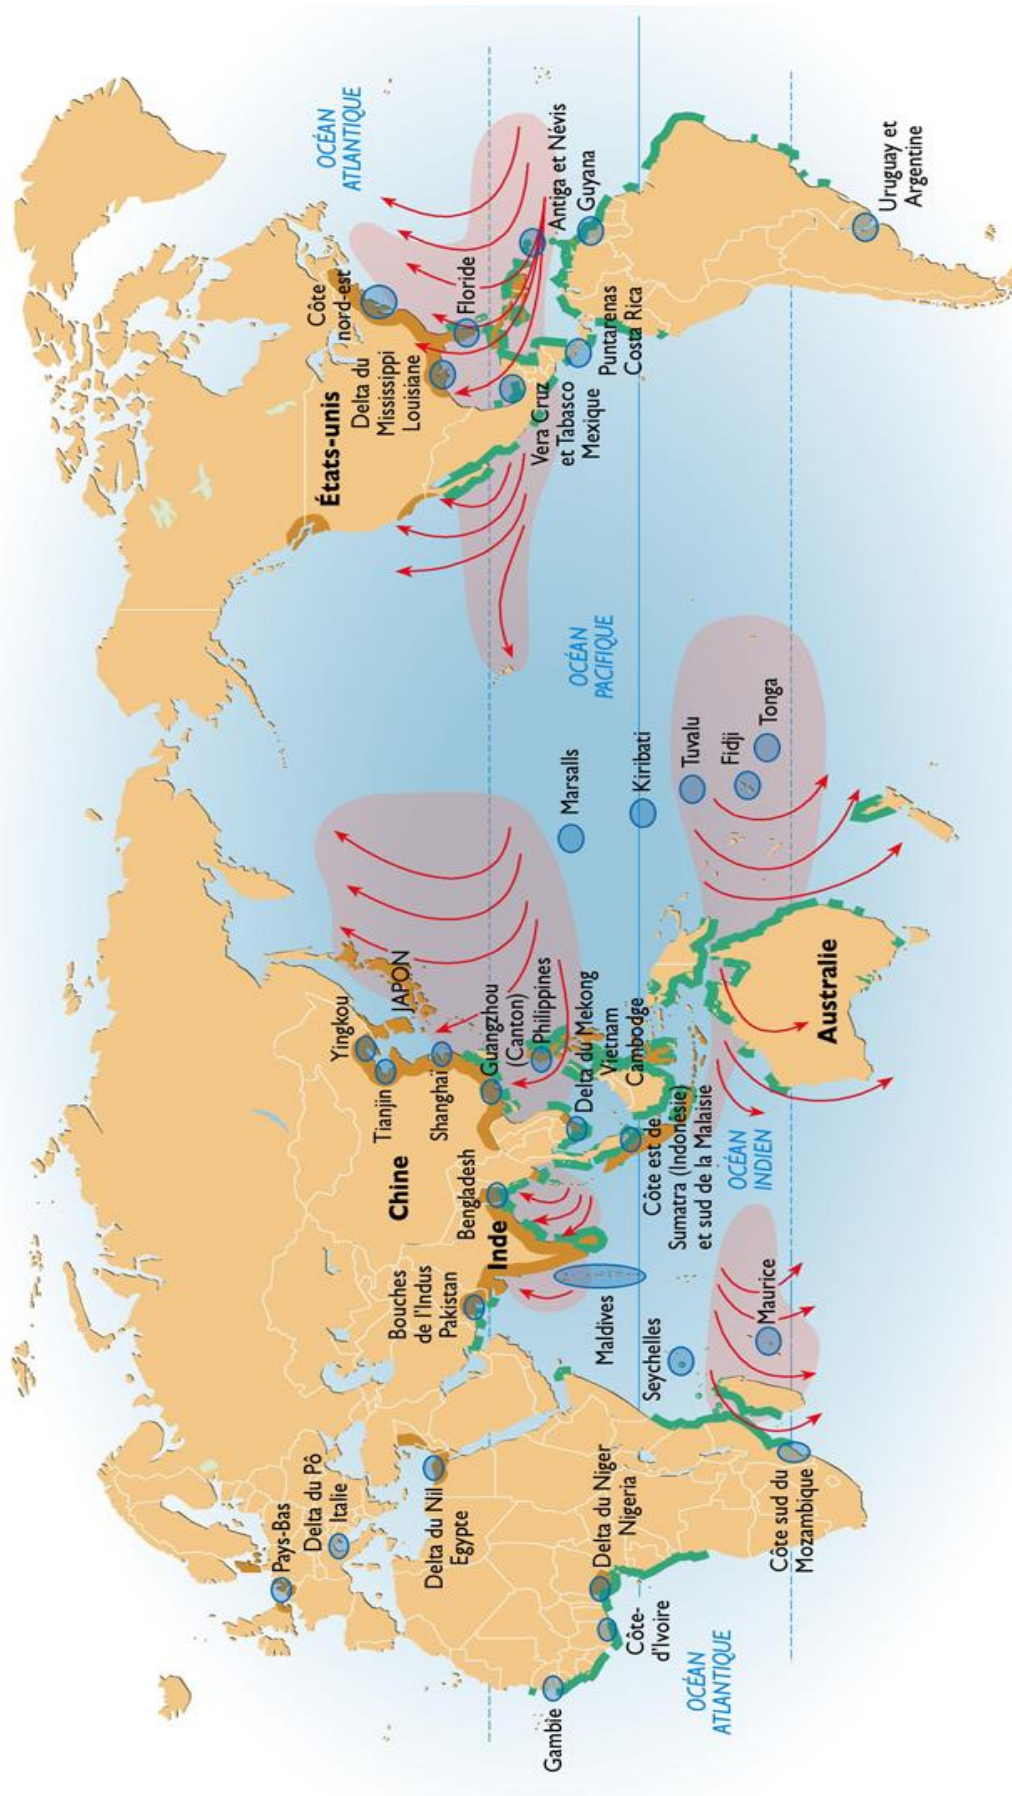 Gambie
OCÉAN
ATLANTIQUE
Côte-
d'Ivoire
Pays-Bas
Delta du Pô
Italie
Delta du Nil
Egypte
Delta du Niger
Nigeria
Côte sud du
Mozambique
Seychelles
Maurice
Maldives
Bouches
de l'Indus
Pakistan
Inde
Bengladesh
Chine
OCÉAN
INDIEN
Côte est de
Sumatra (Indonésie)
et sud de la Malaisie
Tianjin
Yingkou
Shanghaï
JAPON
Guangzhou
(Canton)
Philippines
Delta du Mekong
Vietnam
Cambodge
Australie
Marsalls
Kiribati
Tuvalu
Fidji
Tonga
OCÉAN
PACIFIQUE
États-unis
Delta du
Mississippi
Louisiane
Côte
nord-est
Floride
Vera Cruz
et Tabasco
Mexique
Puntarenas
Costa Rica
Antiga et Névis
Guyana
OCÉAN
ATLANTIQUE
Uruguay et
Argentine